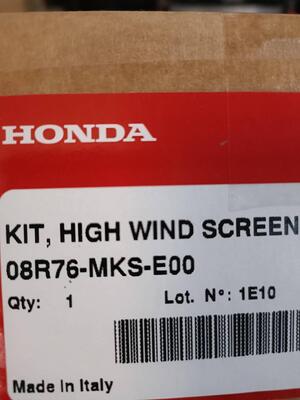 HONDA
KIT, HIGH WIND SCREEN
08R76-MKS-E00
Qty: 1 Lot. N°: 1E10
Made in Italy